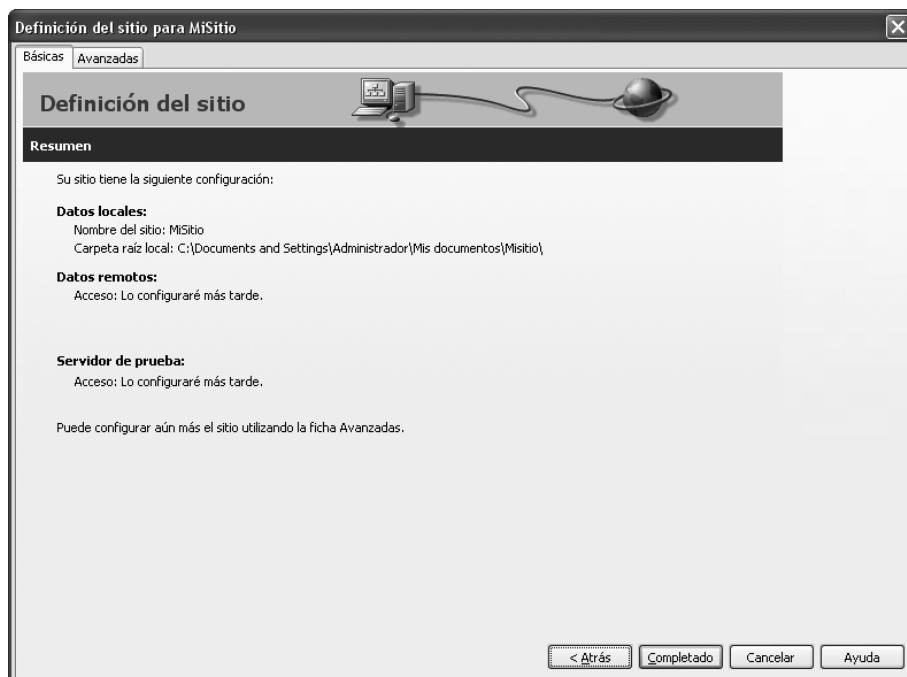 Definición del sitio para MiSitio
Básicas
Avanzadas
Definición del sitio
Resumen
Su sitio tiene la siguiente configuración:
Datos locales:
Nombre del sitio: MiSitio
Carpeta raíz local: C:\Documents and Settings\Administrador\Mis documentos\Misitio\
Datos remotos:
Acceso: Lo configuraré más tarde.
Servidor de prueba:
Acceso: Lo configuraré más tarde.
Puede configurar aún más el sitio utilizando la ficha Avanzadas.
< Atrás
Completado
Cancelar
Ayuda